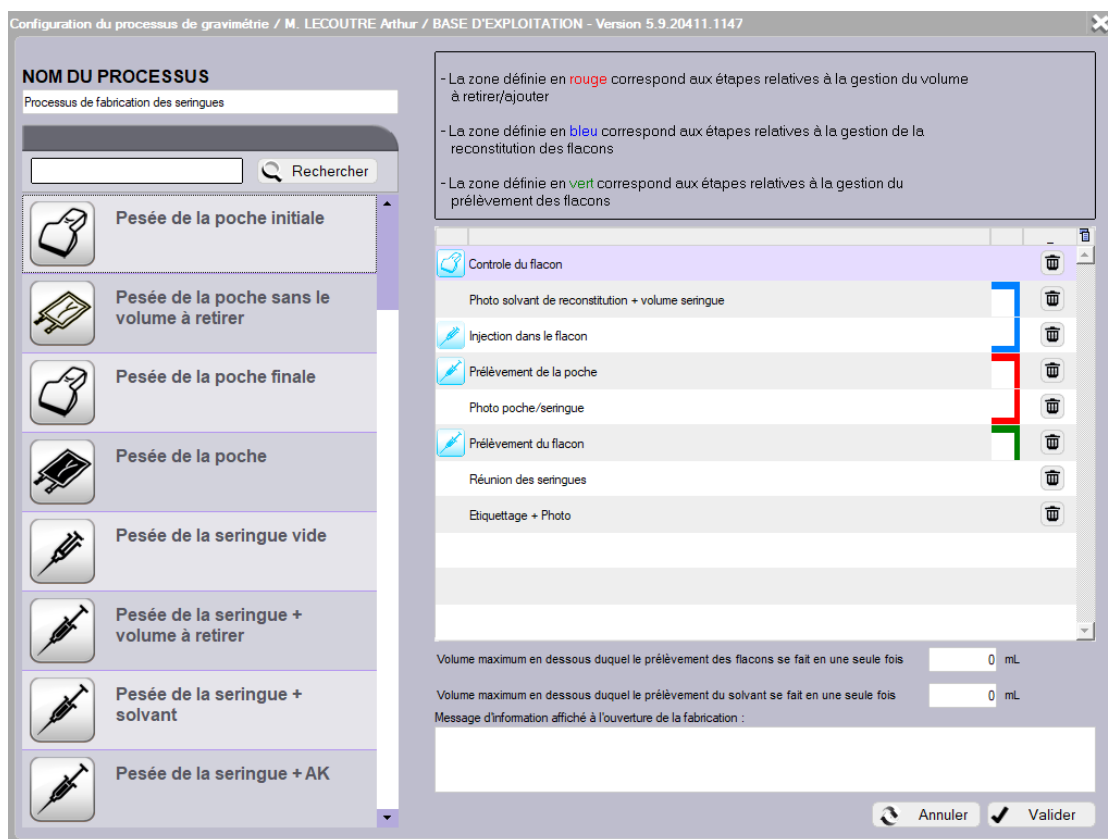 Configuration du processus de gravimétrie / M. LECOUTRE Arthur / BASE D'EXPLOITATION - Version 5.9.20411.1147
NOM DU PROCESSUS
Processus de fabrication des seringues
Rechercher
Pesée de la poche initiale
Pesée de la poche sans le
volume à retirer
Pesée de la poche finale
Pesée de la poche
Pesée de la seringue vide
Pesée de la seringue +
volume à retirer
Pesée de la seringue +
solvant
Pesée de la seringue + AK
- La zone définie en rouge correspond aux étapes relatives à la gestion du volume
à retirer/ajouter
- La zone définie en bleu correspond aux étapes relatives à la gestion de la
reconstitution des flacons
- La zone définie en vert correspond aux étapes relatives à la gestion du
prélèvement des flacons
Controle du flacon
Photo solvant de reconstitution + volume seringue
Injection dans le flacon
Prélèvement de la poche
Photo poche/seringue
Prélèvement du flacon
Réunion des seringues
Etiquettage + Photo
Volume maximum en dessous duquel le prélèvement des flacons se fait en une seule fois 0 mL
Volume maximum en dessous duquel le prélèvement du solvant se fait en une seule fois 0 mL
Message d'information affiché à l'ouverture de la fabrication :
Annuler
Valider